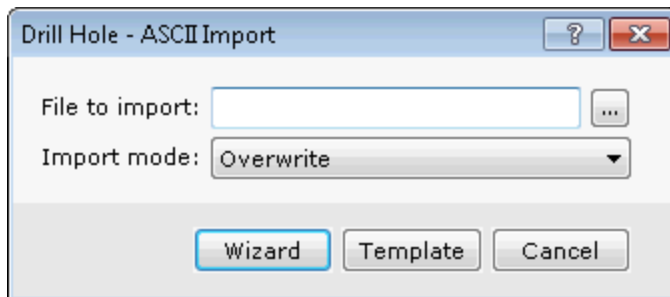 Drill Hole - ASCII Import
?
File to import:
...
Import mode: Overwrite
Wizard Template Cancel